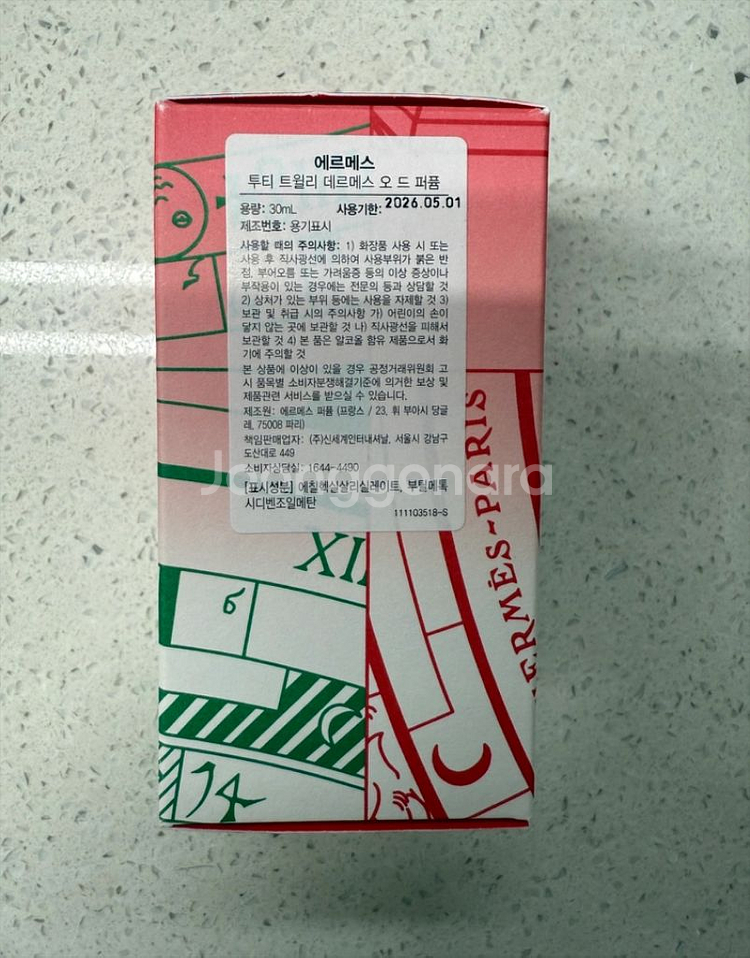 에르메스
투티 트윌리 데르메스 오 드 퍼퓸
용량: 30mL 사용기한: 2026.05.01
제조번호: 용기표시
사용할 때의 주의사항: 1) 화장품 사용 시 또는
사용 후 직사광선에 의하여 사용부위가 붉은 반
점, 부어오름 또는 가려움증 등의 이상 증상이나
부작용이 있는 경우에는 전문의 등과 상담할 것
2) 상처가 있는 부위 등에는 사용을 자제할 것 3)
보관 및 취급 시의 주의사항 가) 어린이의 손이
닿지 않는 곳에 보관할 것 나) 직사광선을 피해서
보관할 것 4) 본 품은 알코올 함유 제품으로서 화
기에 주의할 것
본 상품에 이상이 있을 경우 공정거래위원회 고
시 품목별 소비자분쟁해결기준에 의거한 보상 및
제품관련 서비스를 받으실 수 있습니다.
제조원: 에르메스 퍼퓸 (프랑스 / 23, 휘 부아시 당글
레, 75008 파리)
책임판매업자: (주)신세계인터내셔날, 서울시 강남구
도산대로 449
소비자상담실: 1644-4490
[표시성분] 에칠헥실살리실레이트, 부틸메톡
시디벤조일메탄
111103518-S
Joonggonara
XII
6
14
ERMÈS-PARIS